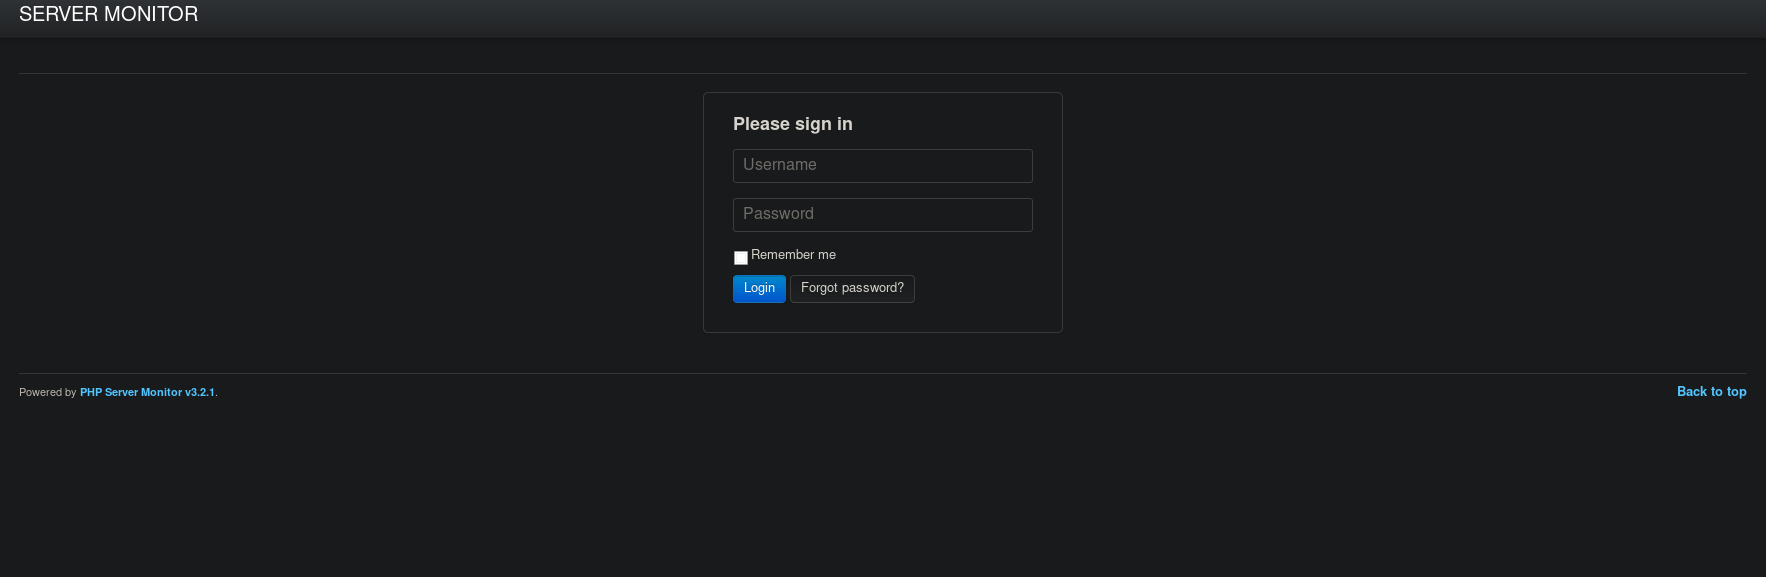 SERVER MONITOR
Please sign in
Username
Password
Remember me
Login Forgot password?
Powered by PHP Server Monitor v3.2.1. Back to top